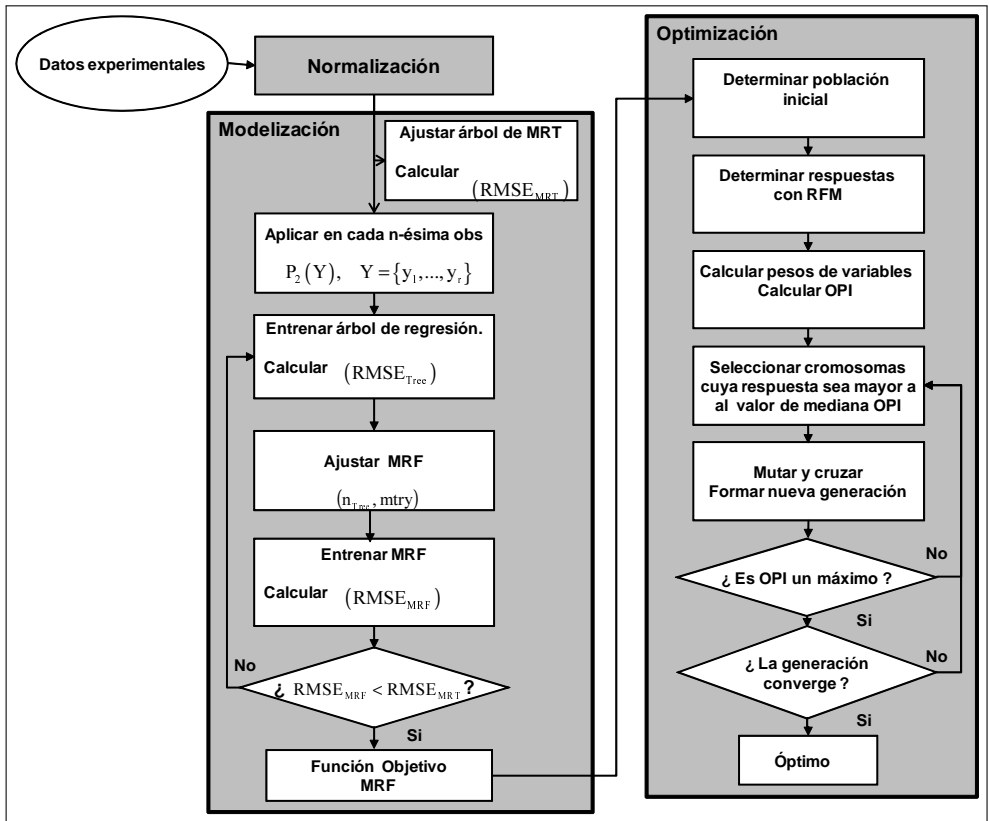 Datos experimentales
Normalización
Modelización
Ajustar árbol de MRT
Calcular
(RMSE_MRT)
Aplicar en cada n-ésima obs
P₂(Y), Y={y₁,...,yᵣ}
Entrenar árbol de regresión.
Calcular (RMSE_Tree)
Ajustar MRF
(n_Tree, mtry)
Entrenar MRF
Calcular (RMSE_MRF)
No
¿ RMSE_MRF < RMSE_MRT ?
Si
Función Objetivo
MRF
Optimización
Determinar población
inicial
Determinar respuestas
con RFM
Calcular pesos de variables
Calcular OPI
Seleccionar cromosomas
cuya respuesta sea mayor a
al valor de mediana OPI
Mutar y cruzar
Formar nueva generación
No
¿ Es OPI un máximo ?
Si
¿ La generación
converge ?
No
Si
Óptimo